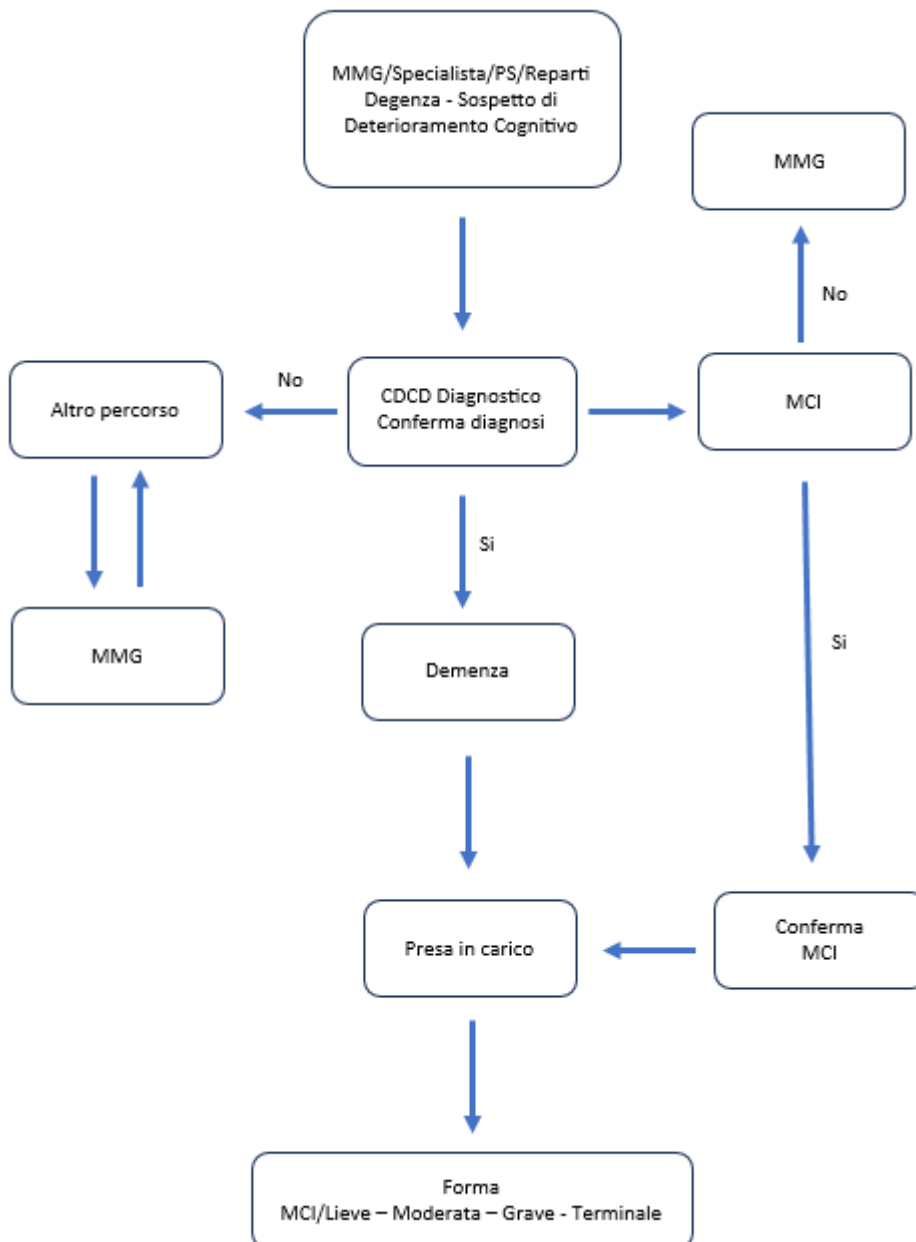 MMG/Specialista/PS/Reparti
Degenza - Sospetto di
Deterioramento Cognitivo
MMG
No
No
Altro percorso
CDCD Diagnostico
Conferma diagnosi
MCI
Si
MMG
Demenza
Si
Presa in carico
Conferma
MCI
Forma
MCI/Lieve – Moderata – Grave - Terminale